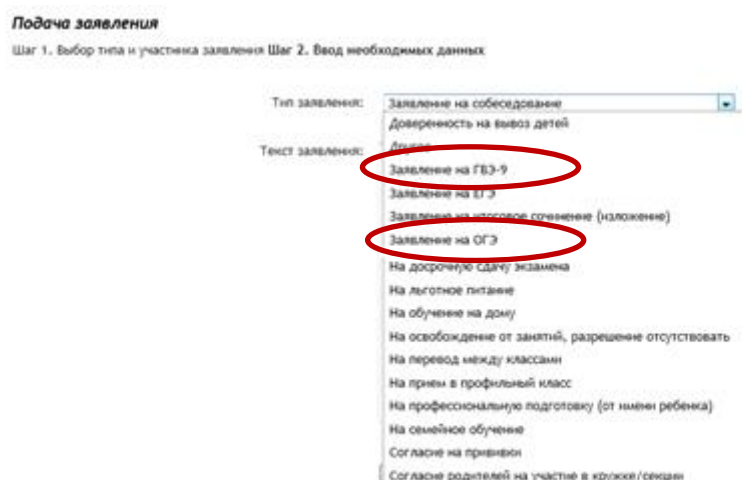 Подача заявления
Шаг 1. Выбор типа и участника заявления Шаг 2. Ввод необходимых данных
Тип заявления: Заявление на собеседование
Доверенность на вывоз детей
Текст заявления: Другое
Заявление на ГВЭ-9
Заявление на ЕГЭ
Заявление на итоговое сочинение (изложение)
Заявление на ОГЭ
На досрочную сдачу экзамена
На льготное питание
На обучение на дому
На освобождение от занятий, разрешение отсутствовать
На перевод между классами
На прием в профильный класс
На профессиональную подготовку (от имени ребенка)
На семейное обучение
Согласие на прививки
Согласие родителей на участие в кружке/секции